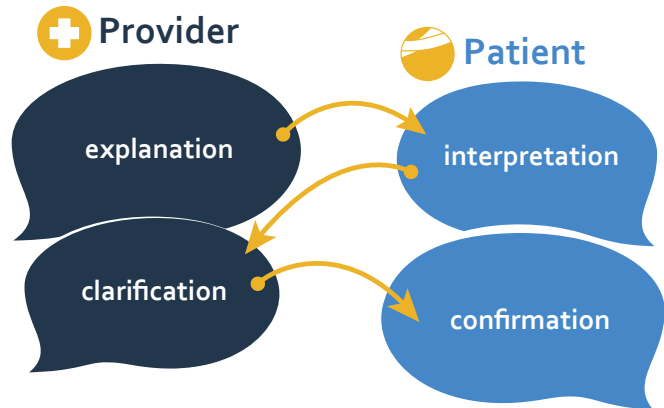 Provider
Patient
explanation
interpretation
clarification
confirmation